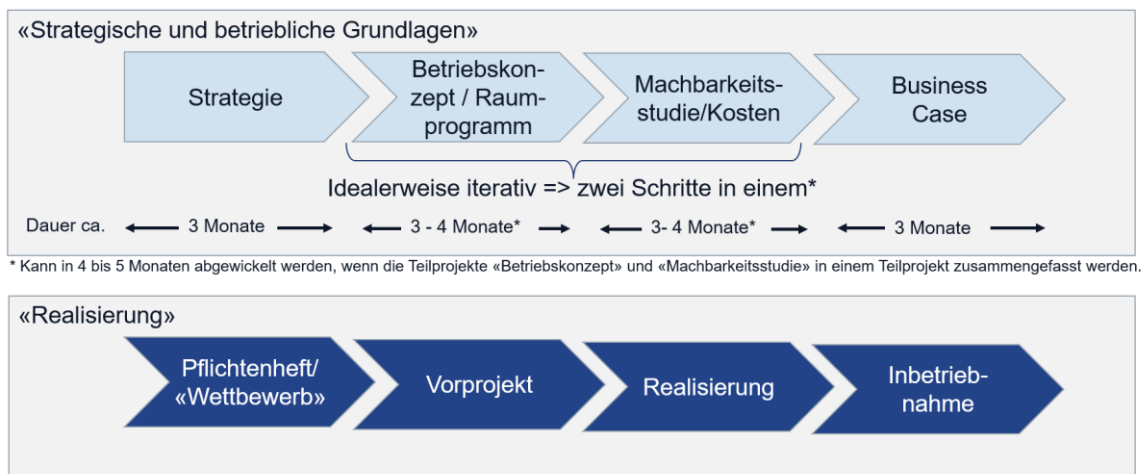 «Strategische und betriebliche Grundlagen»
Strategie
Betriebskon-
zept / Raum-
programm
Machbarkeits-
studie/Kosten
Business
Case
Idealerweise iterativ => zwei Schritte in einem*
Dauer ca.
3 Monate
3 - 4 Monate*
3- 4 Monate*
3 Monate
* Kann in 4 bis 5 Monaten abgewickelt werden, wenn die Teilprojekte «Betriebskonzept» und «Machbarkeitsstudie» in einem Teilprojekt zusammengefasst werden.
«Realisierung»
Pflichtenheft/
«Wettbewerb»
Vorprojekt
Realisierung
Inbetrieb-
nahme